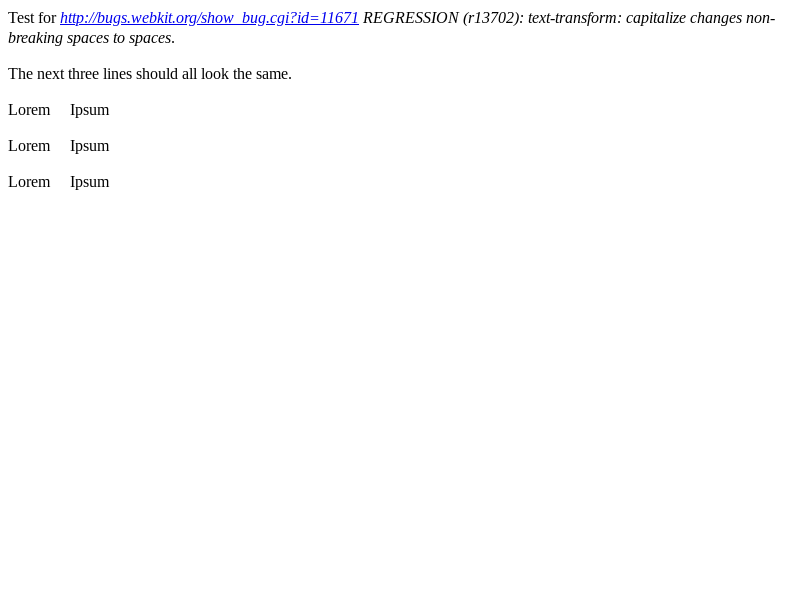 Test for http://bugs.webkit.org/show_bug.cgi?id=11671 REGRESSION (r13702): text-transform: capitalize changes non-
breaking spaces to spaces.
The next three lines should all look the same.
Lorem     Ipsum
Lorem     Ipsum
Lorem     Ipsum